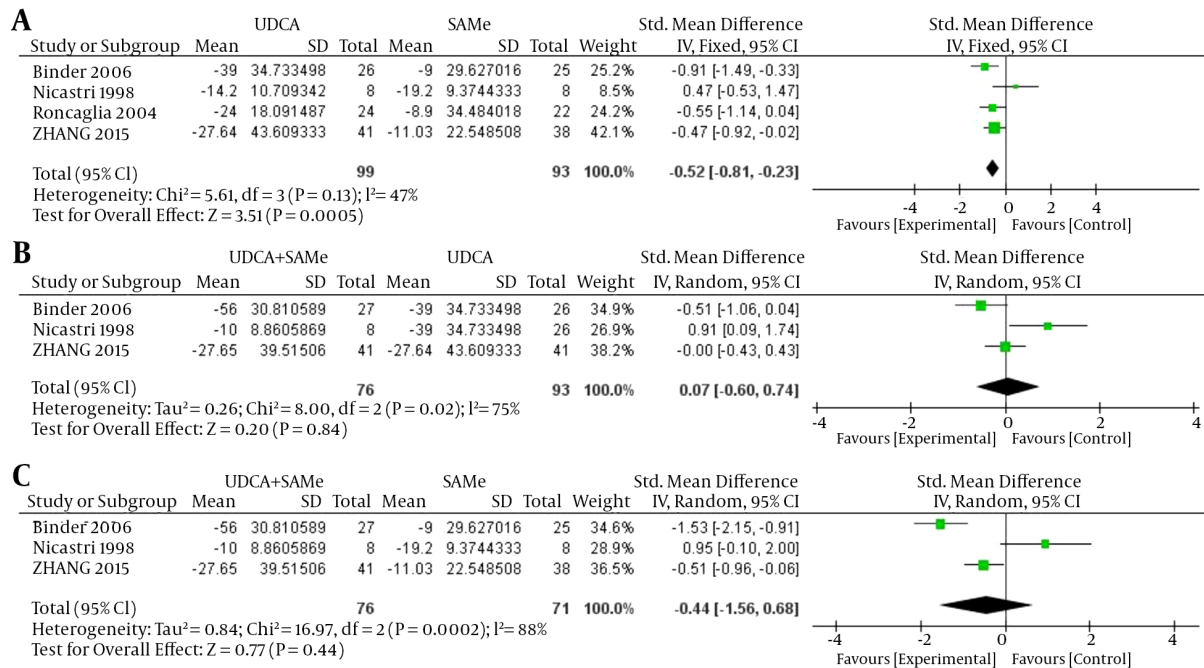 A
UDCA SAMe Std. Mean Difference Std. Mean Difference
Study or Subgroup Mean SD Total Mean SD Total Weight IV, Fixed, 95% CI IV, Fixed, 95% CI
Binder 2006 -39 34.733498 26 -9 29.627016 25 25.2% -0.91 [-1.49, -0.33]
Nicastri 1998 -14.2 10.709342 8 -19.2 9.3744333 8 8.5% 0.47 [-0.53, 1.47]
Roncaglia 2004 -24 18.091487 24 -8.9 34.484018 22 24.2% -0.55 [-1.14, 0.04]
ZHANG 2015 -27.64 43.609333 41 -11.03 22.548508 38 42.1% -0.47 [-0.92, -0.02]
Total (95% Cl) 99 93 100.0% -0.52 [-0.81, -0.23]
Heterogeneity: Chi² = 5.61, df = 3 (P = 0.13); l² = 47%
Test for Overall Effect: Z = 3.51 (P = 0.0005)
-4 -2 0 2 4
Favours [Experimental] Favours [Control]
B
UDCA+SAMe UDCA Std. Mean Difference Std. Mean Difference
Study or Subgroup Mean SD Total Mean SD Total Weight IV, Random, 95% CI IV, Random, 95% CI
Binder 2006 -56 30.810589 27 -39 34.733498 26 34.9% -0.51 [-1.06, 0.04]
Nicastri 1998 -10 8.8605869 8 -39 34.733498 26 26.9% 0.91 [0.09, 1.74]
ZHANG 2015 -27.65 39.51506 41 -27.64 43.609333 41 38.2% -0.00 [-0.43, 0.43]
Total (95% Cl) 76 93 100.0% 0.07 [-0.60, 0.74]
Heterogeneity: Tau² = 0.26; Chi² = 8.00, df = 2 (P = 0.02); l² = 75%
Test for Overall Effect: Z = 0.20 (P = 0.84)
-4 -2 0 2 4
Favours [Experimental] Favours [Control]
C
UDCA+SAMe SAMe Std. Mean Difference Std. Mean Difference
Study or Subgroup Mean SD Total Mean SD Total Weight IV, Random, 95% CI IV, Random, 95% CI
Binder 2006 -56 30.810589 27 -9 29.627016 25 34.6% -1.53 [-2.15, -0.91]
Nicastri 1998 -10 8.8605869 8 -19.2 9.3744333 8 28.9% 0.95 [-0.10, 2.00]
ZHANG 2015 -27.65 39.51506 41 -11.03 22.548508 38 36.5% -0.51 [-0.96, -0.06]
Total (95% Cl) 76 71 100.0% -0.44 [-1.56, 0.68]
Heterogeneity: Tau² = 0.84; Chi² = 16.97, df = 2 (P = 0.0002); l² = 88%
Test for Overall Effect: Z = 0.77 (P = 0.44)
-4 -2 0 2 4
Favours [Experimental] Favours [Control]